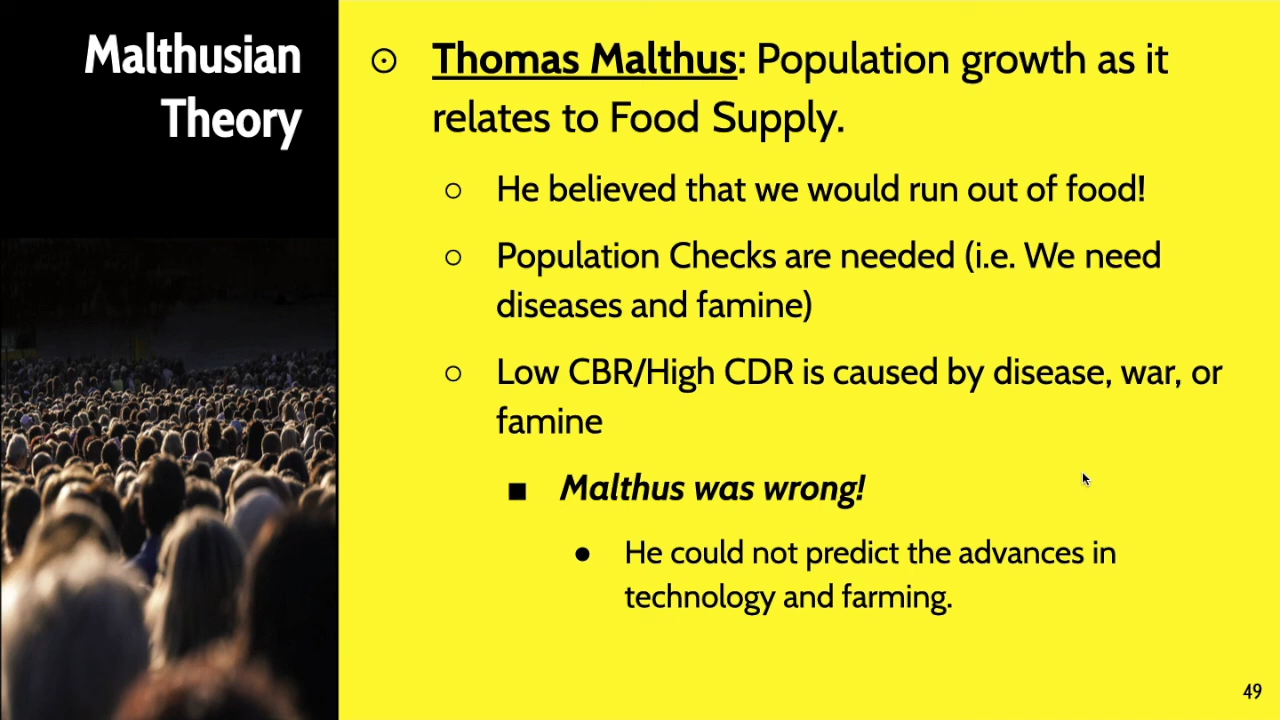 Malthusian
Theory
⊙ Thomas Malthus: Population growth as it
relates to Food Supply.
○ He believed that we would run out of food!
○ Population Checks are needed (i.e. We need
diseases and famine)
○ Low CBR/High CDR is caused by disease, war, or
famine
■ Malthus was wrong!
● He could not predict the advances in
technology and farming.
49